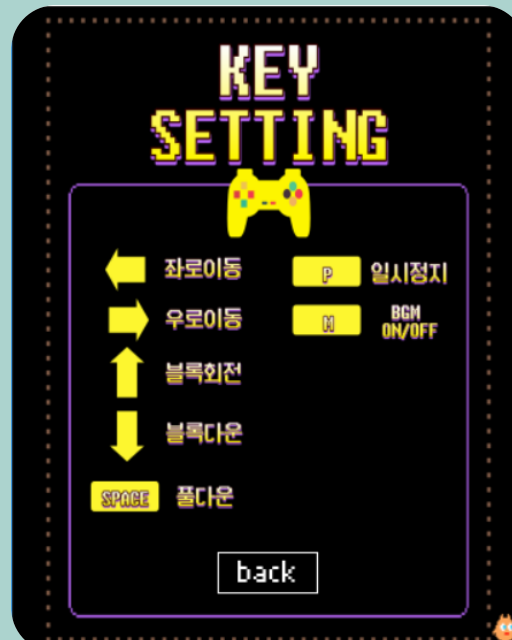 KEY
SETTING
좌로이동
P 일시정지
우로이동
M BGM
ON/OFF
블록회전
블록다운
SPACE 풀다운
back